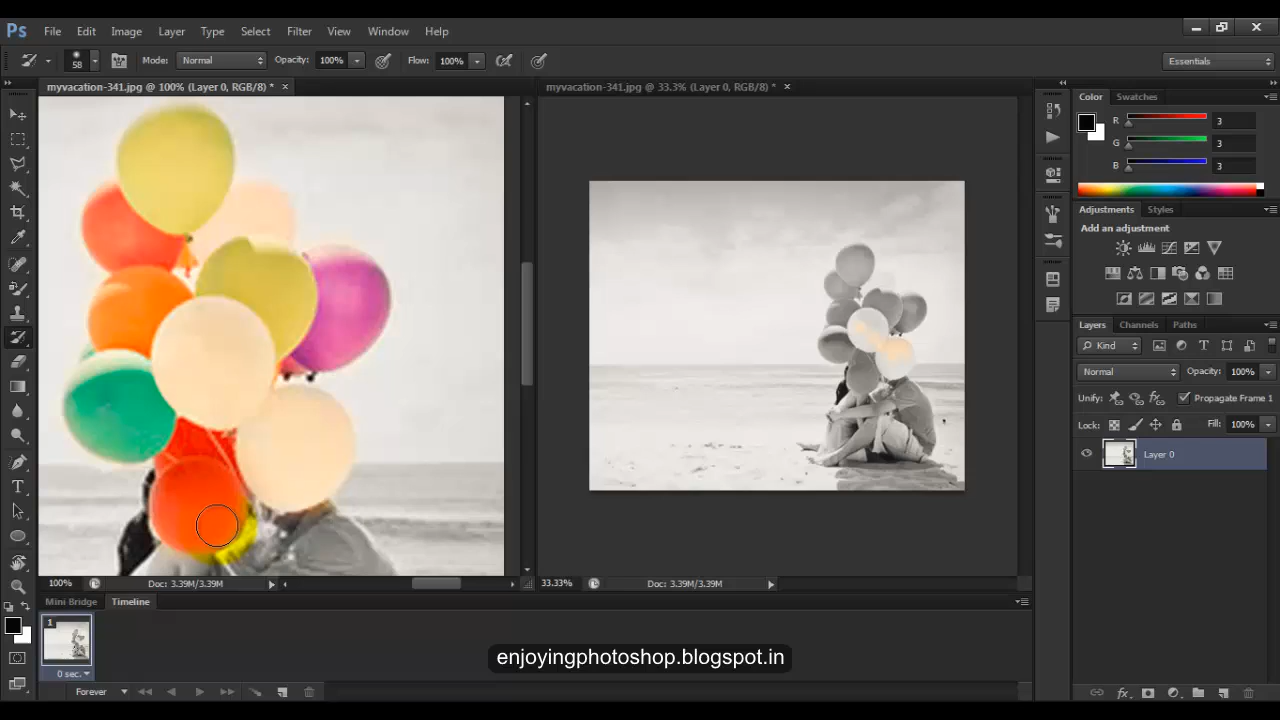 Ps File Edit Image Layer Type Select Filter View Window Help
58 Mode: Normal Opacity: 100% Flow: 100% Essentials
myvacation-341.jpg @ 100% (Layer 0, RGB/8) * myvacation-341.jpg @ 33.3% (Layer 0, RGB/8) *
Color Swatches
R 3
G 3
B 3
Adjustments Styles
Add an adjustment
Layers Channels Paths
Kind
Normal Opacity: 100%
Unify: Propagate Frame 1
Lock: Fill: 100%
Layer 0
100% Doc: 3.39M/3.39M 33.33% Doc: 3.39M/3.39M
Mini Bridge Timeline
1
0 sec.
Forever
enjoyingphotoshop.blogspot.in